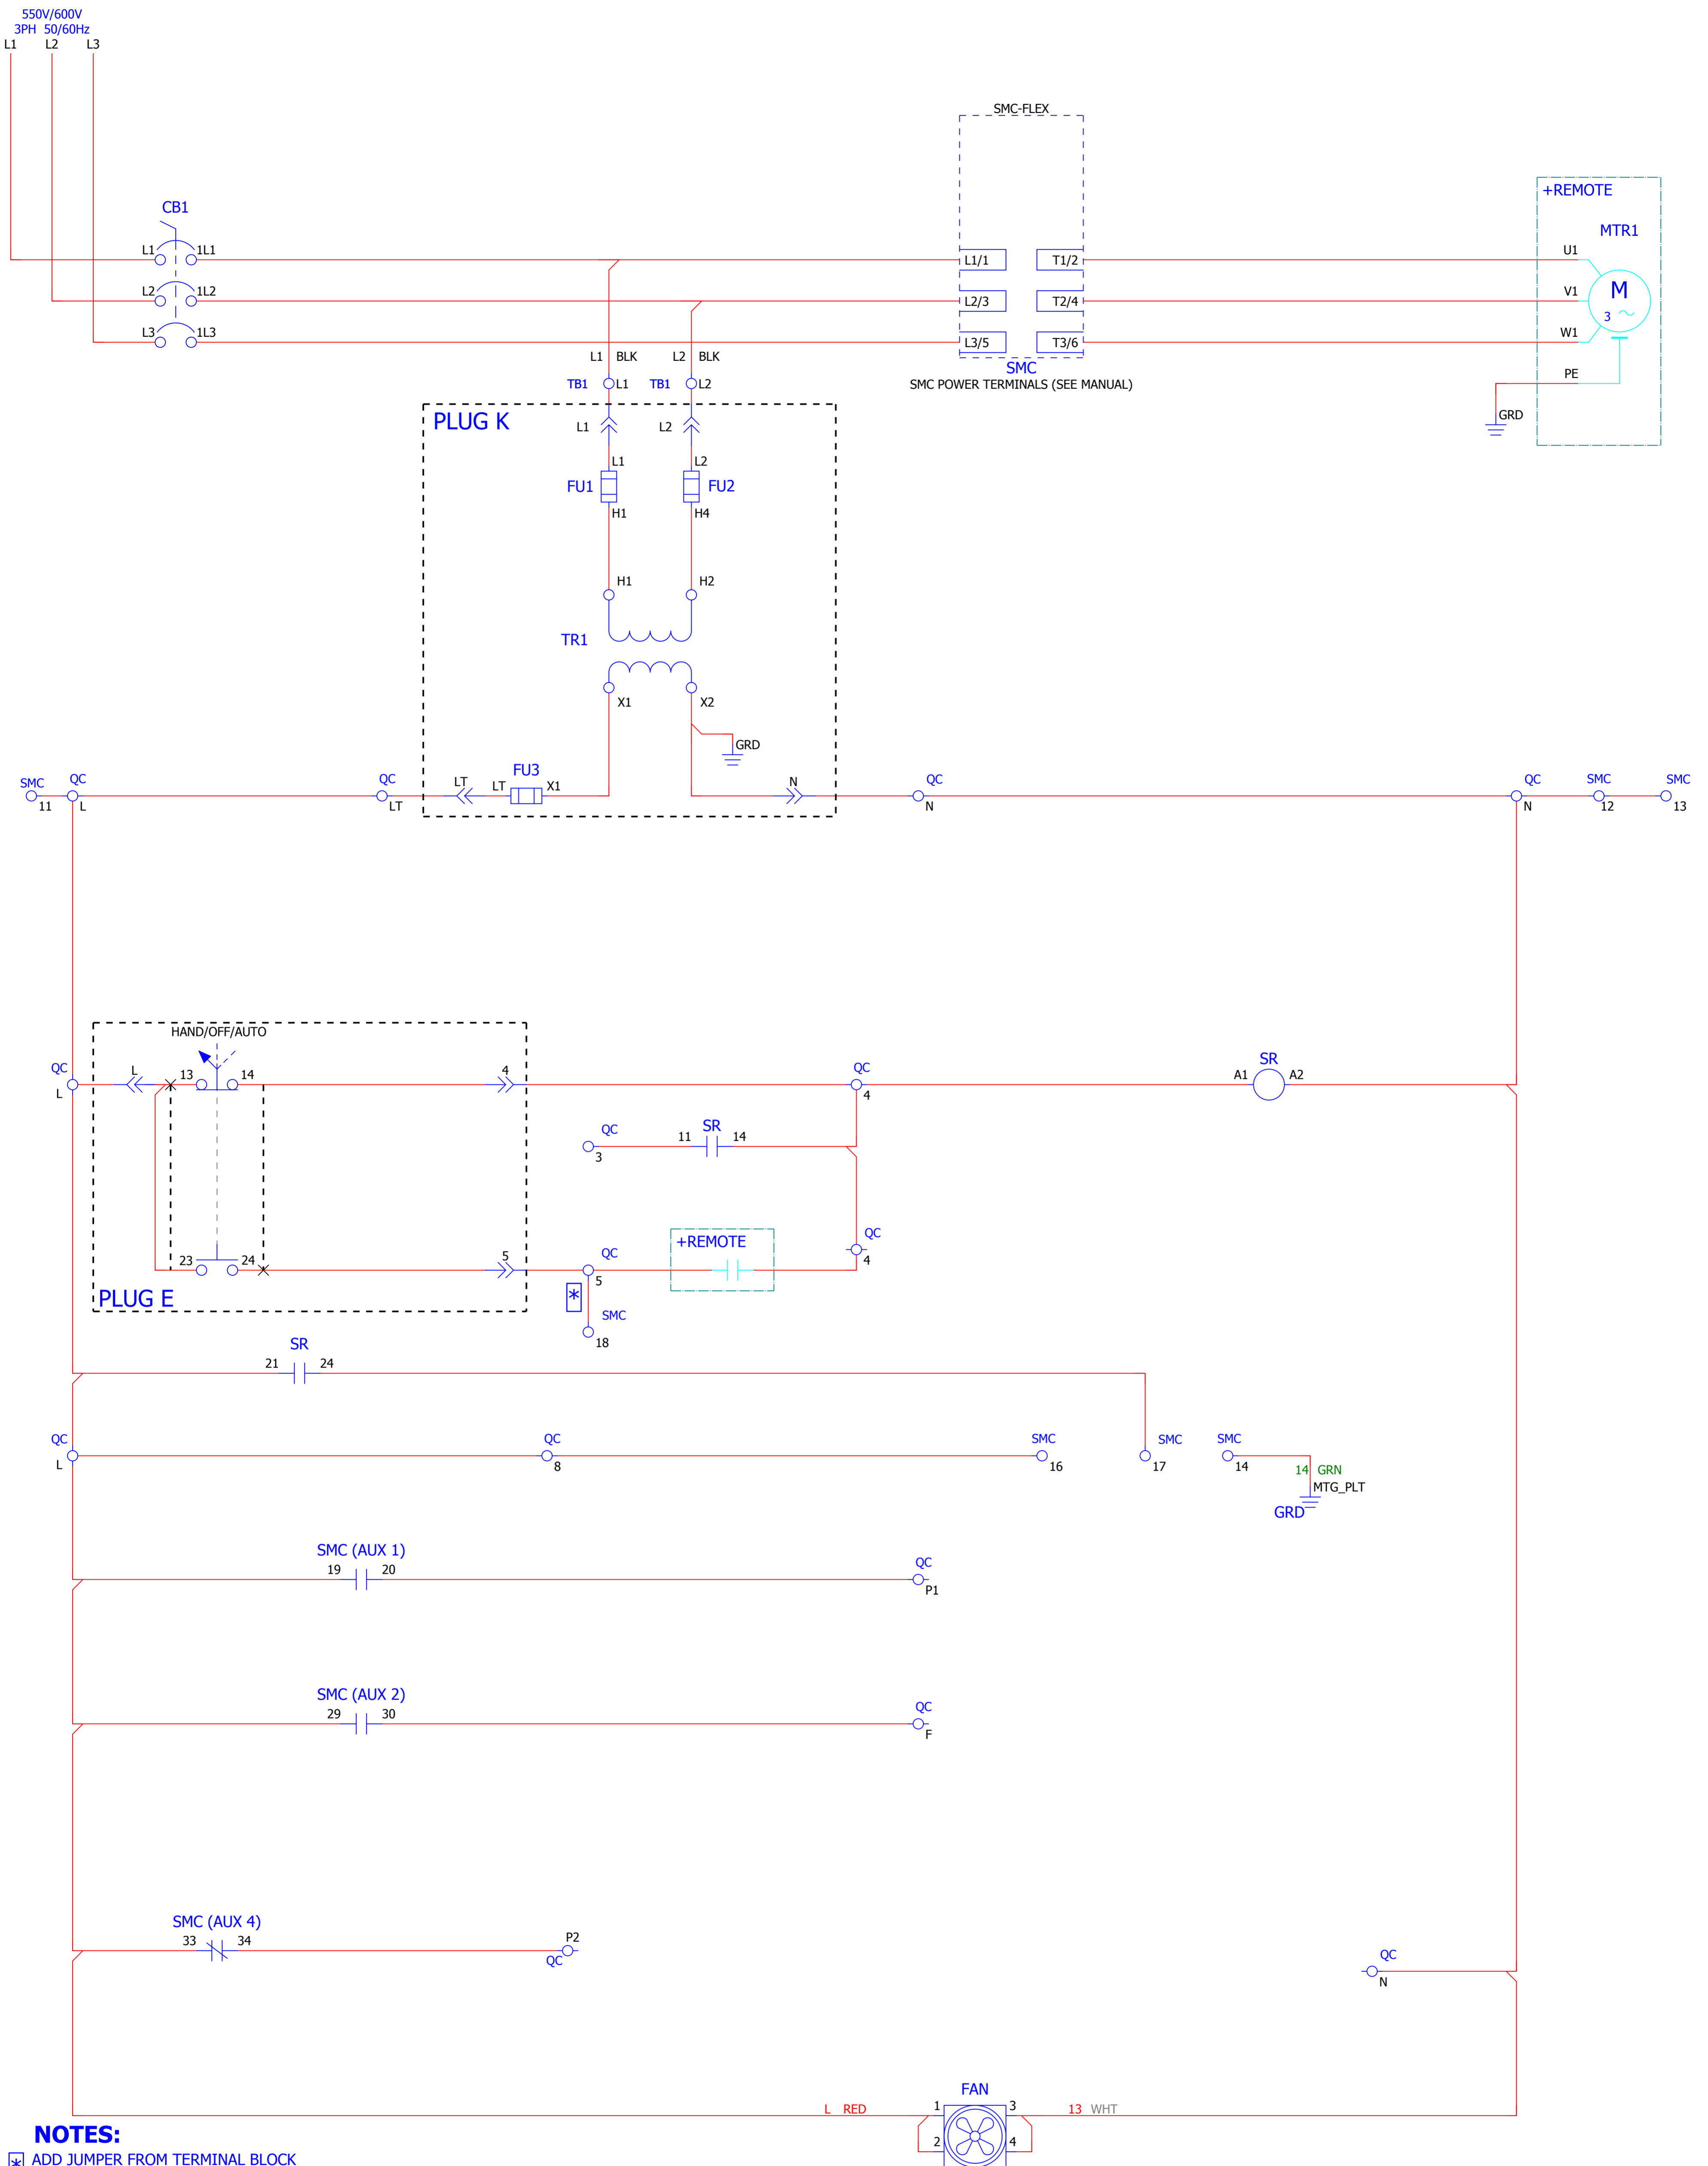 550V/600V
3PH 50/60Hz
L1 L2 L3
SMC-FLEX
+REMOTE
CB1
MTR1
L1 1L1
L1/1 T1/2
U1
L2 1L2
L2/3 T2/4
V1
M
3
L3 1L3
L3/5 T3/6
W1
L1 BLK L2 BLK
SMC
TB1 L1 TB1 L2
SMC POWER TERMINALS (SEE MANUAL)
PE
GRD
PLUG K
L1 L2
L1 L2
FU1 FU2
H1 H4
H1 H2
TR1
X1 X2
GRD
FU3
SMC QC QC LT LT X1 N QC QC SMC SMC
11 L LT N N 12 13
HAND/OFF/AUTO
QC L 13 14 4 QC SR
A1 A2
L 4
QC SR
11 14
3
+REMOTE
QC
23 24 5 QC
4
5
PLUG E
*
SMC
18
SR
21 24
QC QC SMC SMC SMC
L 8 16 17 14
14 GRN
MTG_PLT
GRD
SMC (AUX 1)
19 20 QC
P1
SMC (AUX 2)
29 30 QC
F
SMC (AUX 4)
33 34 P2
QC
QC
N
FAN
L RED 1 3 13 WHT
2 4
NOTES:
* ADD JUMPER FROM TERMINAL BLOCK